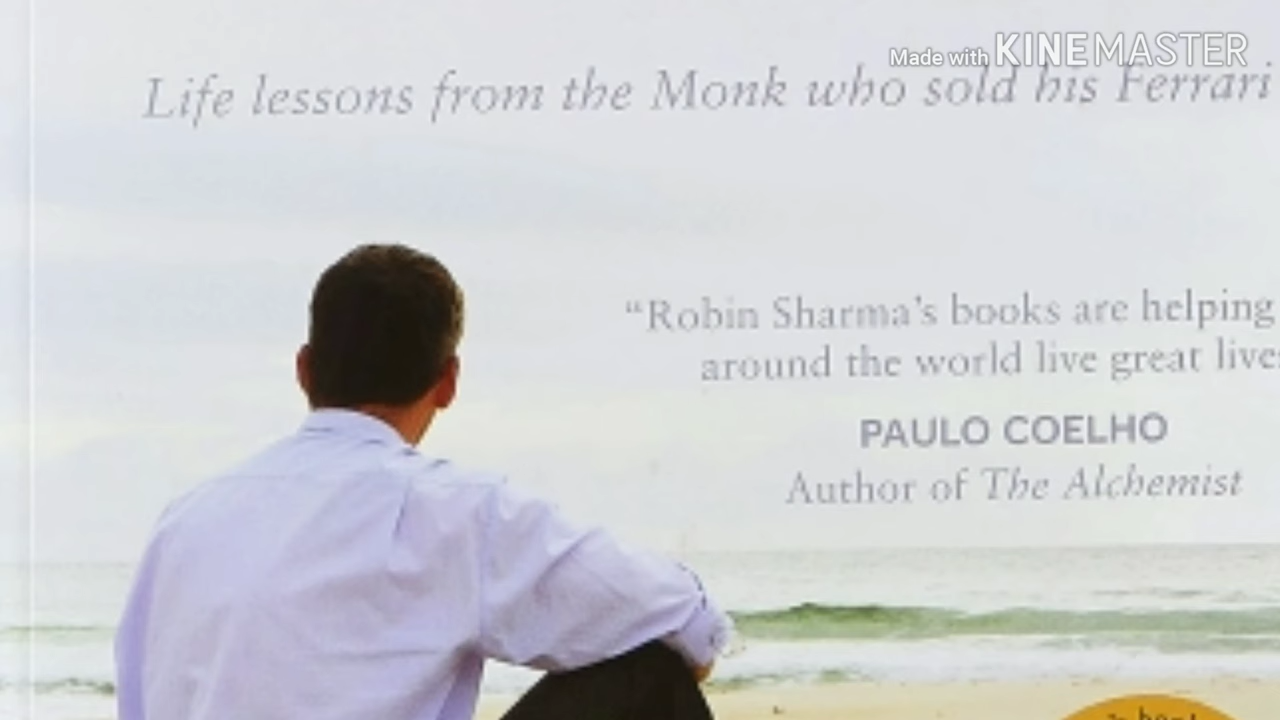 Made with KINEMASTER
Life lessons from the Monk who sold his Ferrari
“Robin Sharma’s books are helping
around the world live great lives
PAULO COELHO
Author of The Alchemist